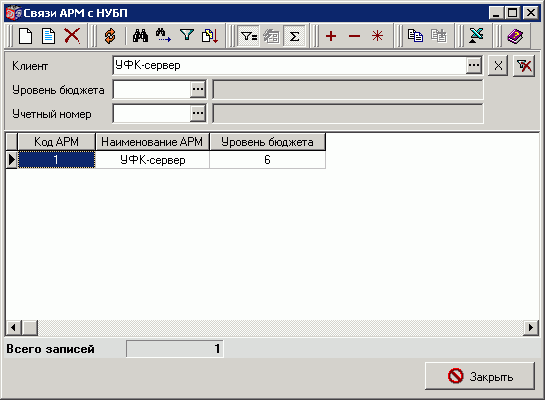 Связи АРМ с НУБП
Клиент УФК-сервер ... X
Уровень бюджета ...
Учетный номер ...
Код АРМ Наименование АРМ Уровень бюджета
1 УФК-сервер 6
Всего записей 1
Закрыть